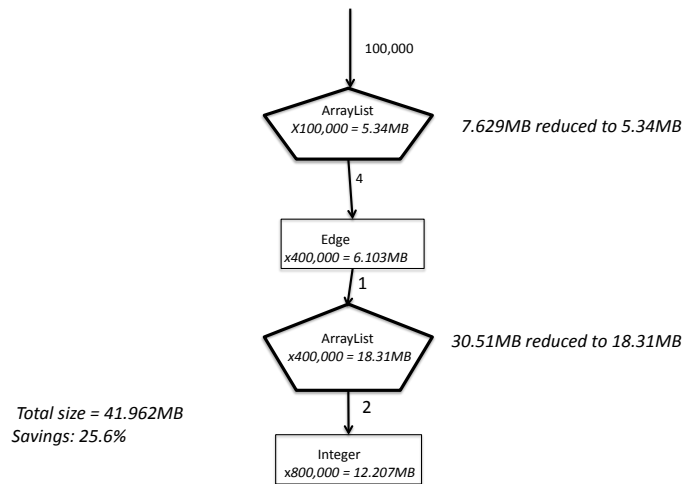 100,000
ArrayList
X100,000 = 5.34MB
7.629MB reduced to 5.34MB
4
Edge
x400,000 = 6.103MB
1
ArrayList
x400,000 = 18.31MB
30.51MB reduced to 18.31MB
2
Total size = 41.962MB
Savings: 25.6%
Integer
x800,000 = 12.207MB